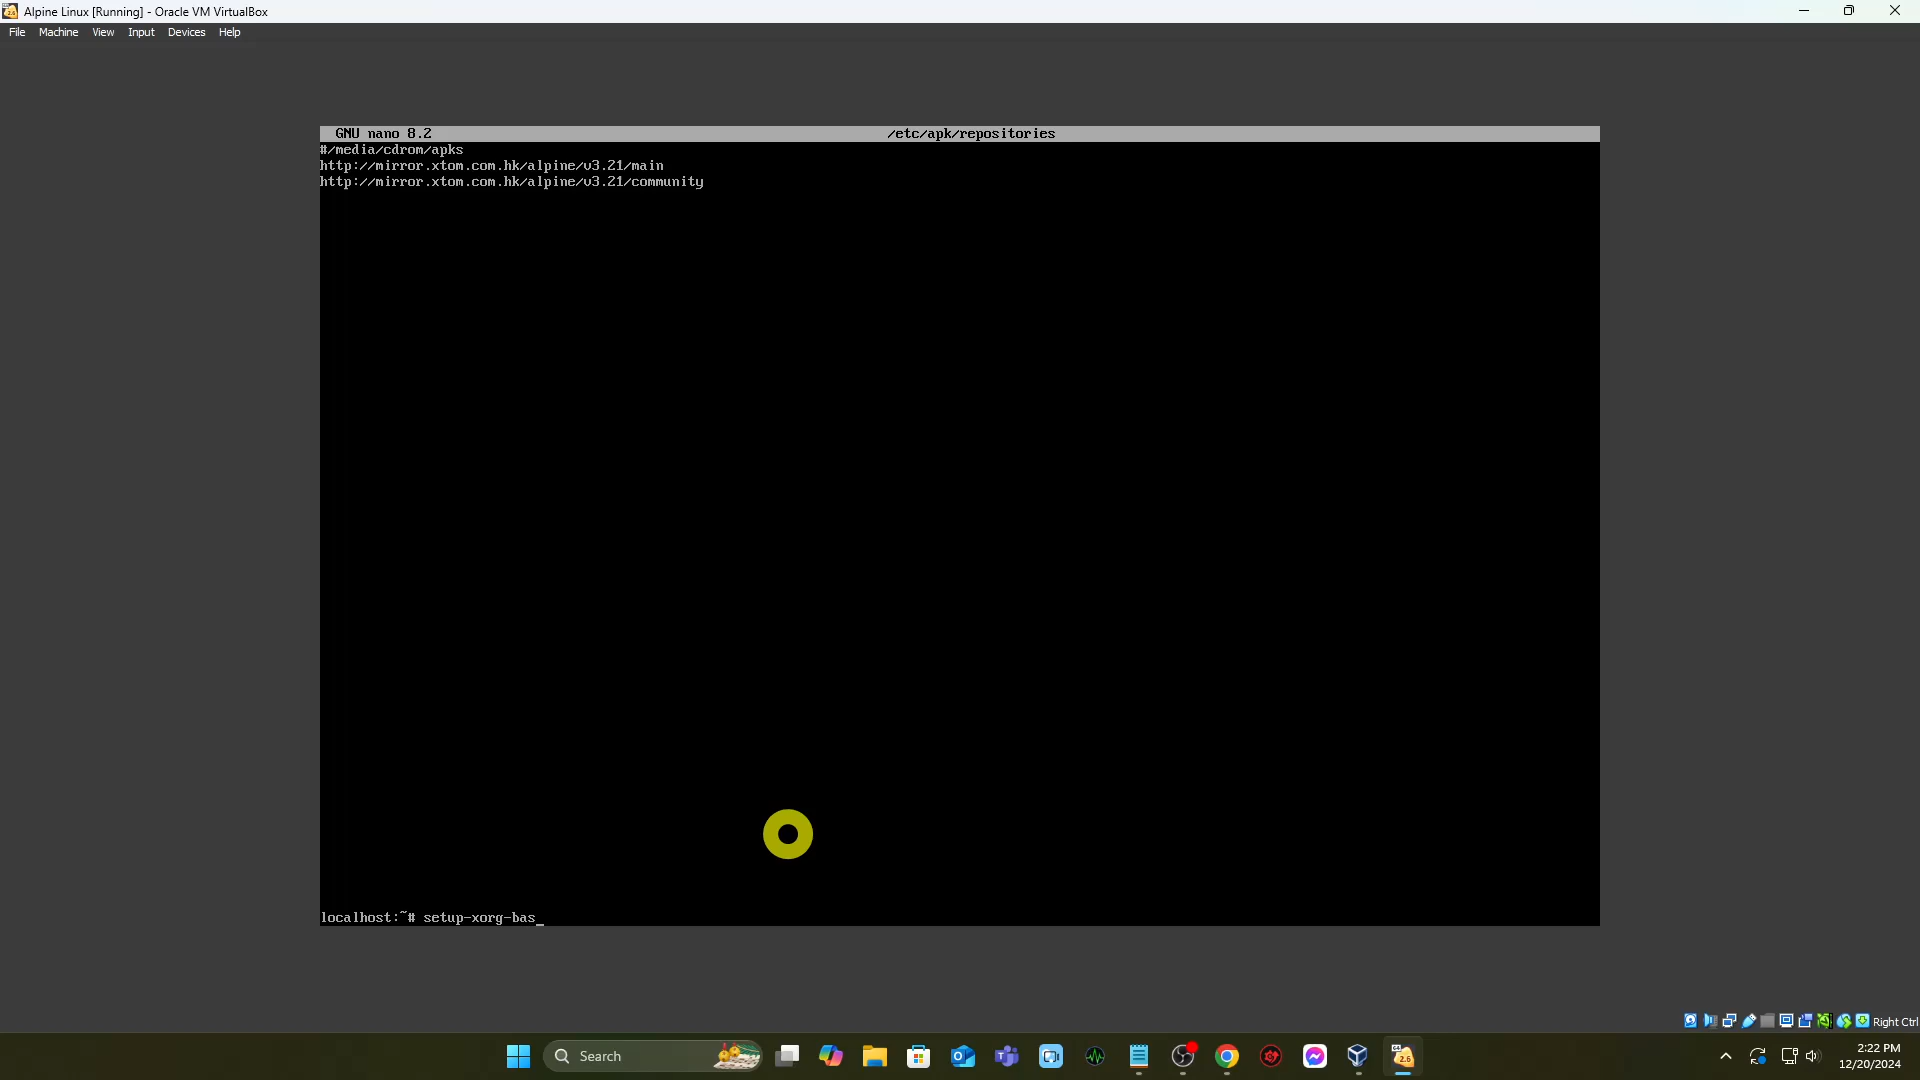 Alpine Linux [Running] - Oracle VM VirtualBox
File Machine View Input Devices Help
GNU nano 8.2 /etc/apk/repositories
#/media/cdrom/apks
http://mirror.xtom.com.hk/alpine/v3.21/main
http://mirror.xtom.com.hk/alpine/v3.21/community
localhost:~# setup-xorg-bas_
Right Ctrl
Search
2:22 PM
12/20/2024